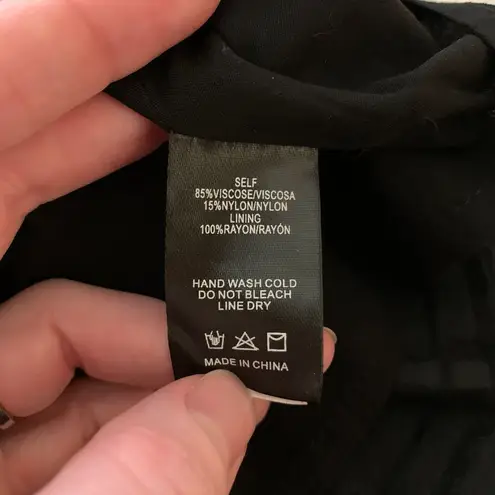 SELF
85%VISCOSE/VISCOSA
15%NYLON/NYLON
LINING
100%RAYON/RAYÓN
HAND WASH COLD
DO NOT BLEACH
LINE DRY
MADE IN CHINA